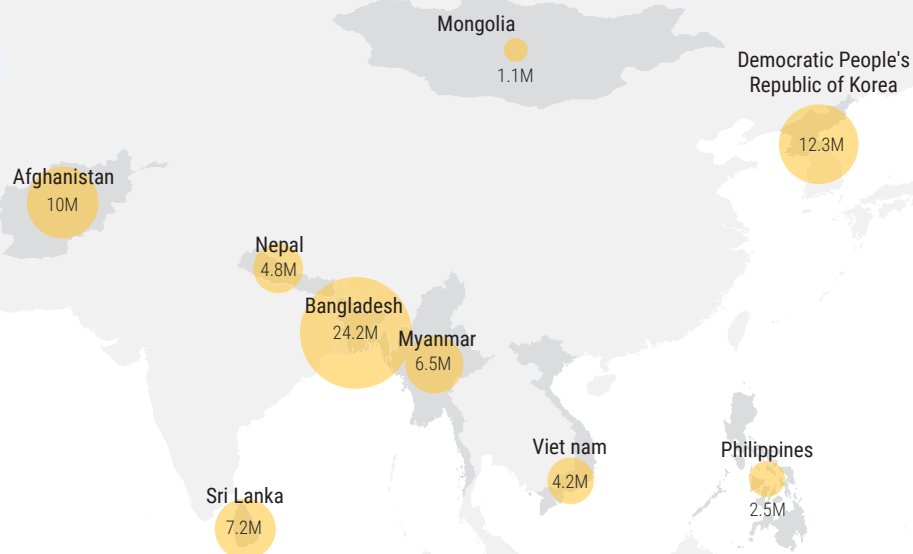 Mongolia
1.1M
Democratic People's
Republic of Korea
12.3M
Afghanistan
10M
Nepal
4.8M
Bangladesh
24.2M
Myanmar
6.5M
Viet nam
4.2M
Philippines
2.5M
Sri Lanka
7.2M